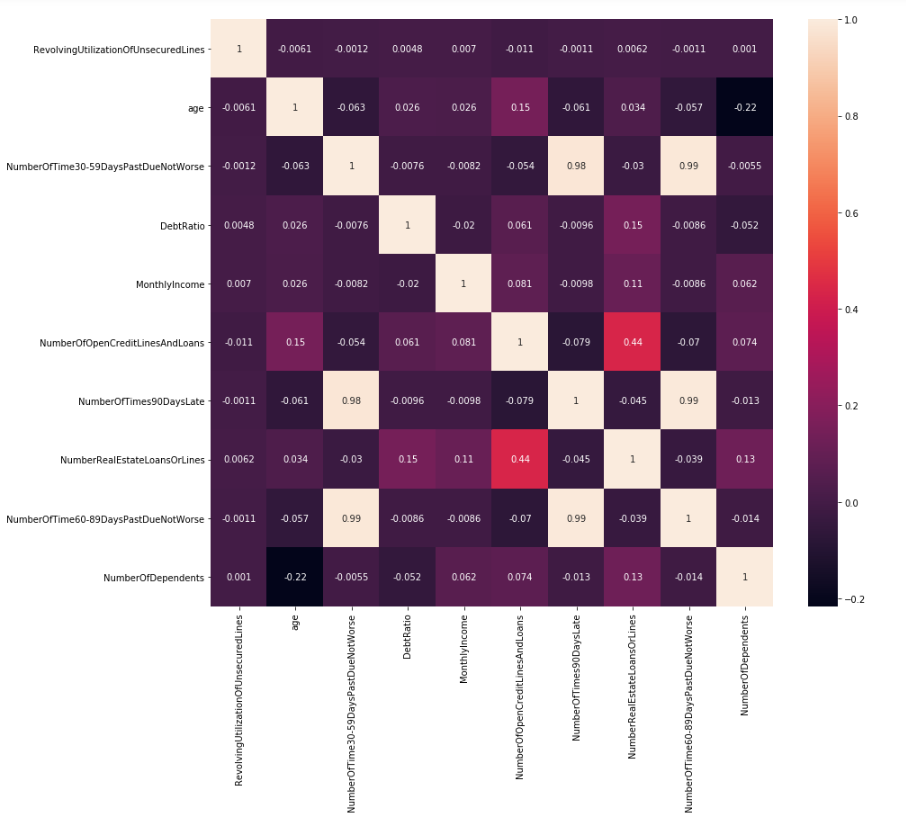 RevolvingUtilizationOfUnsecuredLines 1 -0.0061 -0.0012 0.0048 0.007 -0.011 -0.0011 0.0062 -0.0011 0.001
age -0.0061 1 -0.063 0.026 0.026 0.15 -0.061 0.034 -0.057 -0.22
NumberOfTime30-59DaysPastDueNotWorse -0.0012 -0.063 1 -0.0076 -0.0082 -0.054 0.98 -0.03 0.99 -0.0055
DebtRatio 0.0048 0.026 -0.0076 1 -0.02 0.061 -0.0096 0.15 -0.0086 -0.052
MonthlyIncome 0.007 0.026 -0.0082 -0.02 1 0.081 -0.0098 0.11 -0.0086 0.062
NumberOfOpenCreditLinesAndLoans -0.011 0.15 -0.054 0.061 0.081 1 -0.079 0.44 -0.07 0.074
NumberOfTimes90DaysLate -0.0011 -0.061 0.98 -0.0096 -0.0098 -0.079 1 -0.045 0.99 -0.013
NumberRealEstateLoansOrLines 0.0062 0.034 -0.03 0.15 0.11 0.44 -0.045 1 -0.039 0.13
NumberOfTime60-89DaysPastDueNotWorse -0.0011 -0.057 0.99 -0.0086 -0.0086 -0.07 0.99 -0.039 1 -0.014
NumberOfDependents 0.001 -0.22 -0.0055 -0.052 0.062 0.074 -0.013 0.13 -0.014 1
RevolvingUtilizationOfUnsecuredLines
age
NumberOfTime30-59DaysPastDueNotWorse
DebtRatio
MonthlyIncome
NumberOfOpenCreditLinesAndLoans
NumberOfTimes90DaysLate
NumberRealEstateLoansOrLines
NumberOfTime60-89DaysPastDueNotWorse
NumberOfDependents
1.0
0.8
0.6
0.4
0.2
0.0
−0.2